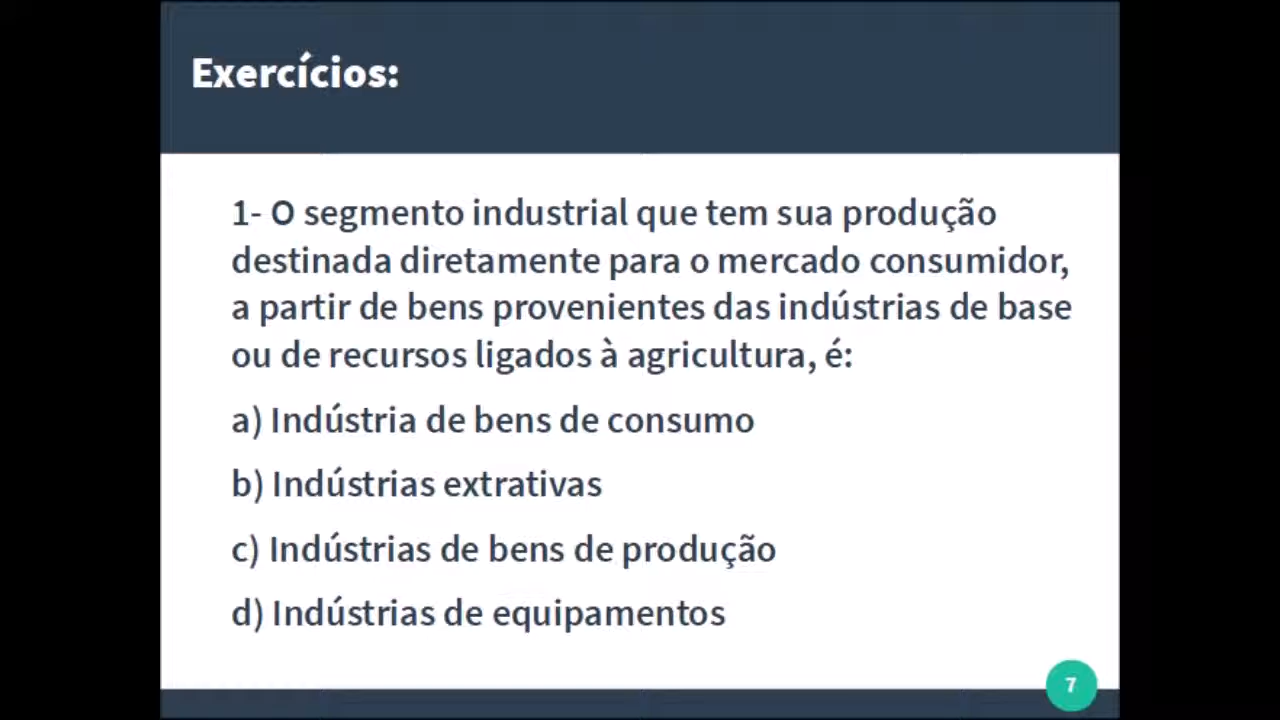 Exercícios:
1- O segmento industrial que tem sua produção
destinada diretamente para o mercado consumidor,
a partir de bens provenientes das indústrias de base
ou de recursos ligados à agricultura, é:
a) Indústria de bens de consumo
b) Indústrias extrativas
c) Indústrias de bens de produção
d) Indústrias de equipamentos
7